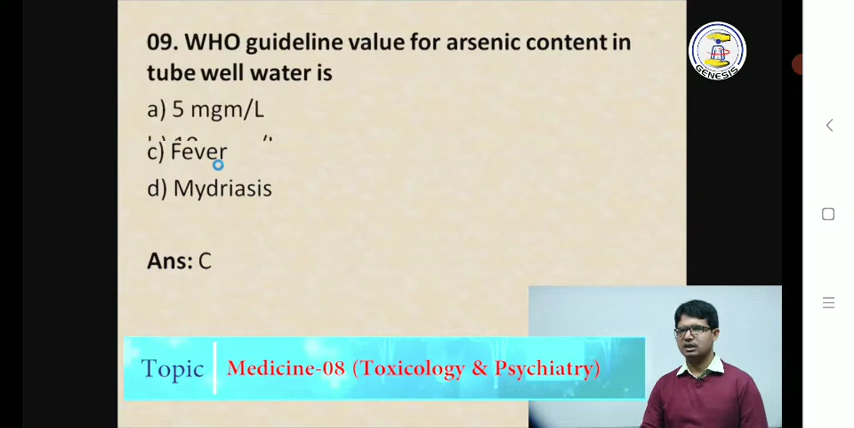 09. WHO guideline value for arsenic content in
tube well water is
a) 5 mgm/L
c) Fever
d) Mydriasis
Ans: C
GENESIS
Topic
Medicine-08 (Toxicology & Psychiatry)